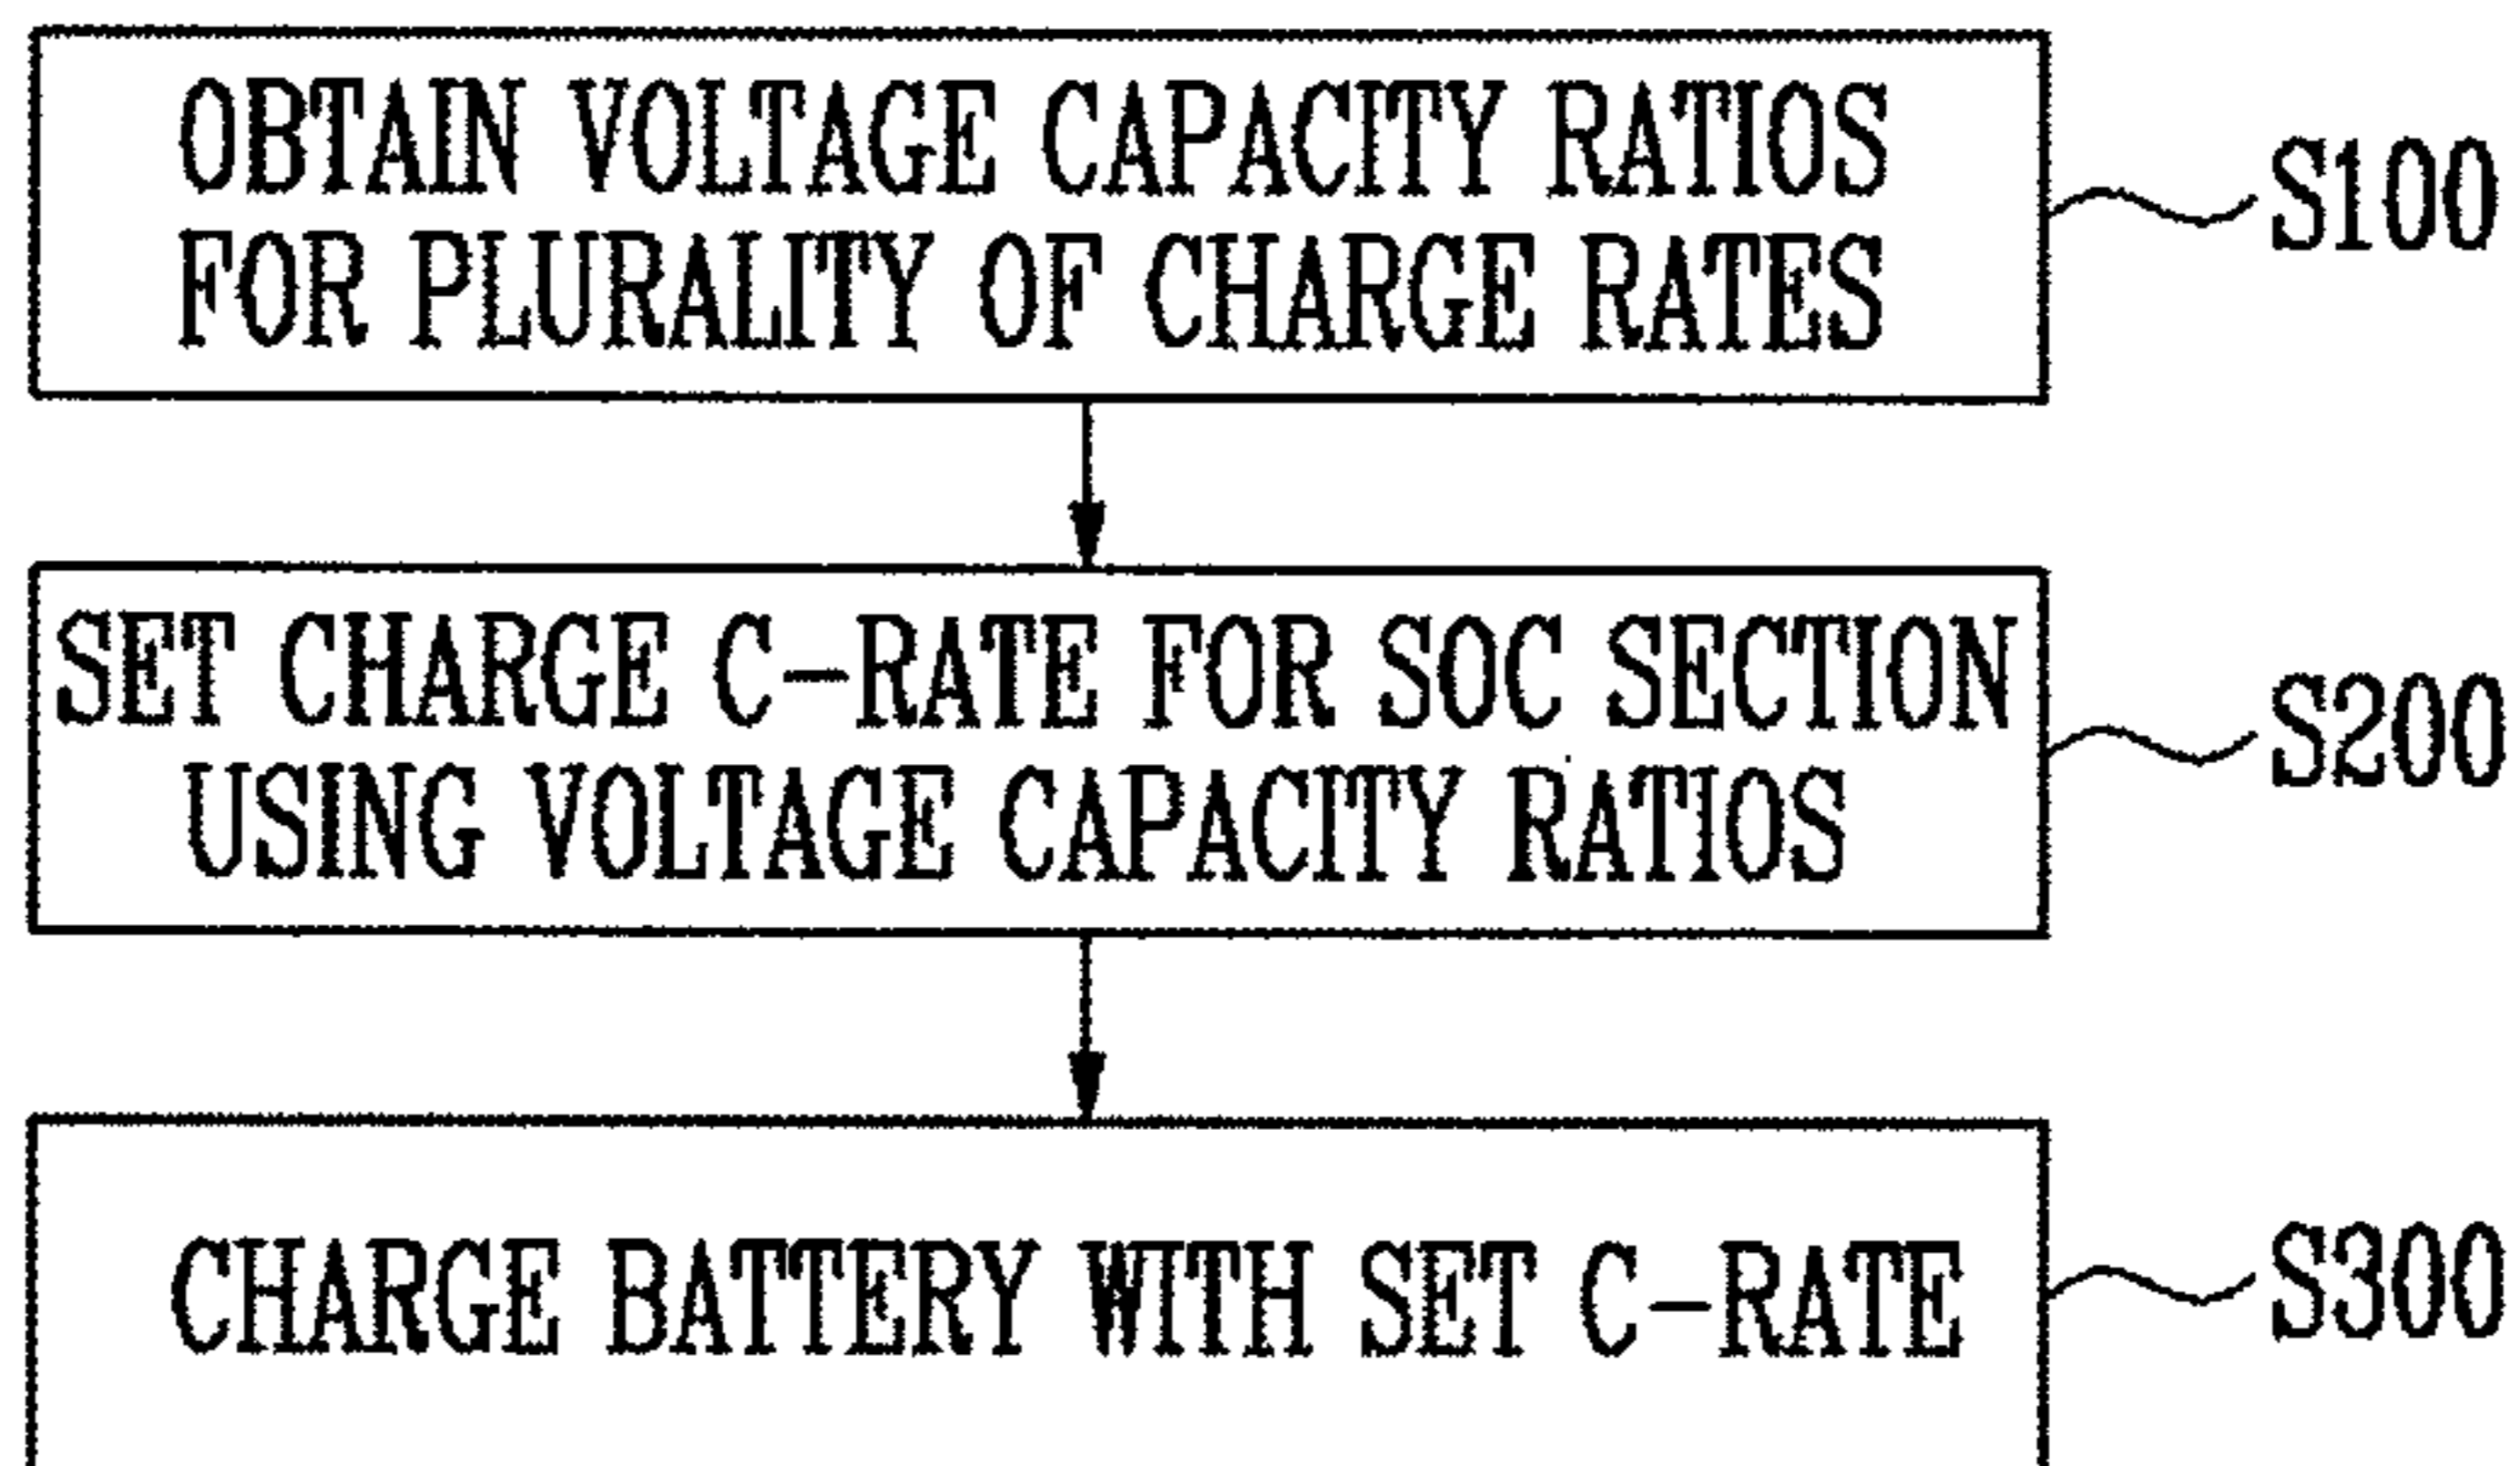 OBTAIN VOLTAGE CAPACITY RATIOS
FOR PLURALITY OF CHARGE RATES
S100
SET CHARGE C-RATE FOR SOC SECTION
USING VOLTAGE CAPACITY RATIOS
S200
CHARGE BATTERY WITH SET C-RATE
S300